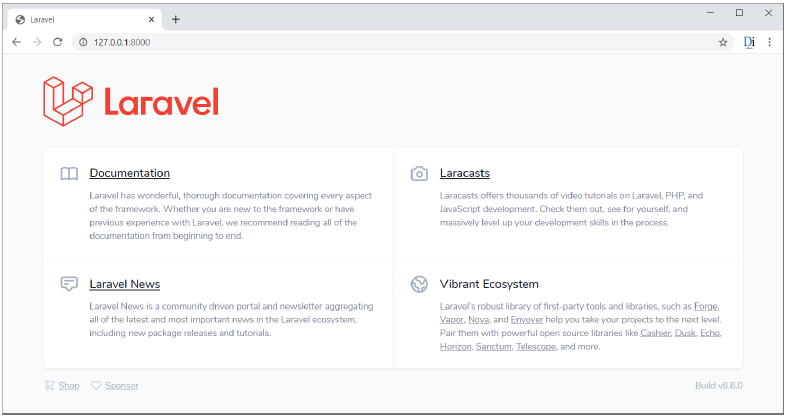 Laravel
127.0.0.1:8000
Di
Laravel
Documentation
Laravel has wonderful, thorough documentation covering every aspect
of the framework. Whether you are new to the framework or have
previous experience with Laravel, we recommend reading all of the
documentation from beginning to end.
Laracasts
Laracasts offers thousands of video tutorials on Laravel, PHP, and
JavaScript development. Check them out, see for yourself, and
massively level up your development skills in the process.
Laravel News
Laravel News is a community driven portal and newsletter aggregating
all of the latest and most important news in the Laravel ecosystem,
including new package releases and tutorials.
Vibrant Ecosystem
Laravel's robust library of first-party tools and libraries, such as Forge,
Vapor, Nova, and Envoyer help you take your projects to the next level.
Pair them with powerful open source libraries like Cashier, Dusk, Echo,
Horizon, Sanctum, Telescope, and more.
Shop Sponsor
Build v8.6.0